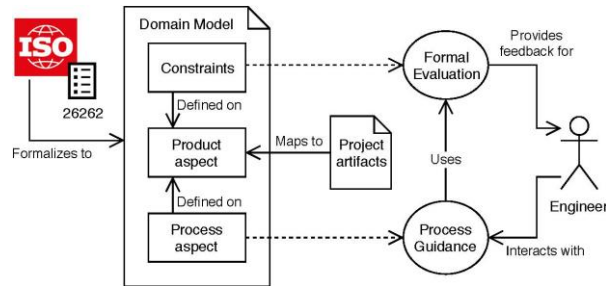 Domain Model
ISO
26262
Formalizes to
Constraints
Defined on
Product
aspect
Defined on
Process
aspect
Maps to
Project
artifacts
Formal
Evaluation
Uses
Process
Guidance
Provides
feedback for
Engineer
Interacts with